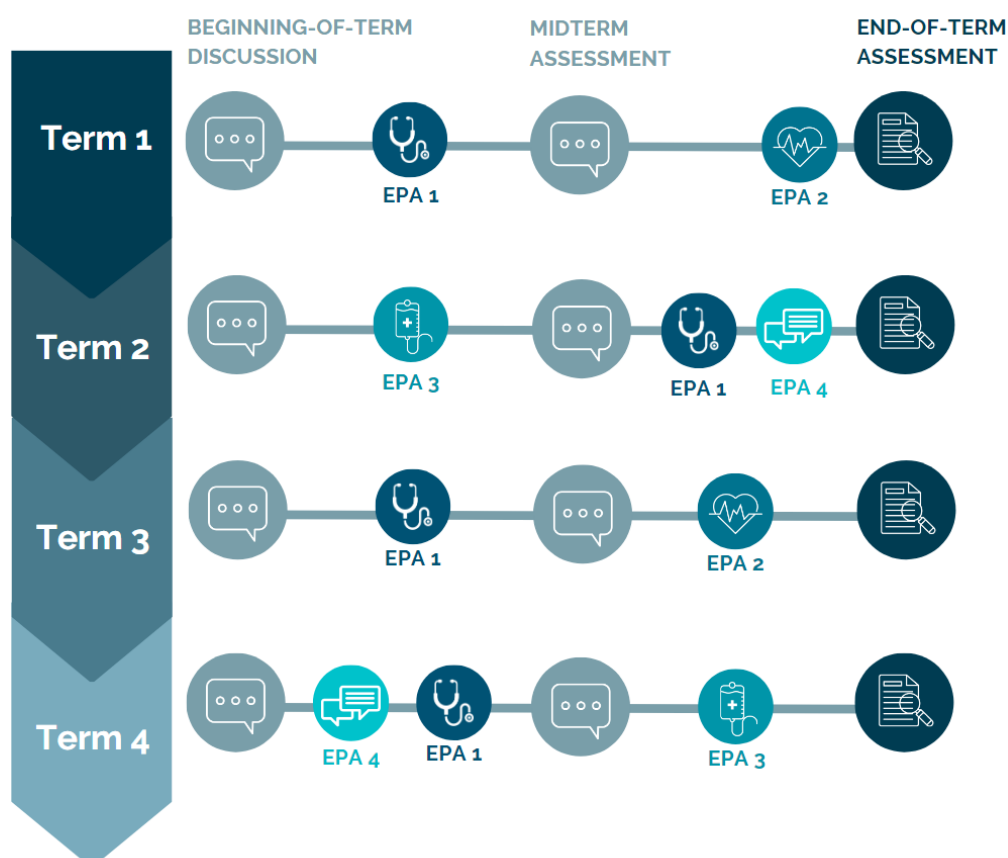 BEGINNING-OF-TERM
DISCUSSION
MIDTERM
ASSESSMENT
END-OF-TERM
ASSESSMENT
Term 1
EPA 1
EPA 2
Term 2
EPA 3
EPA 1
EPA 4
Term 3
EPA 1
EPA 2
Term 4
EPA 4
EPA 1
EPA 3